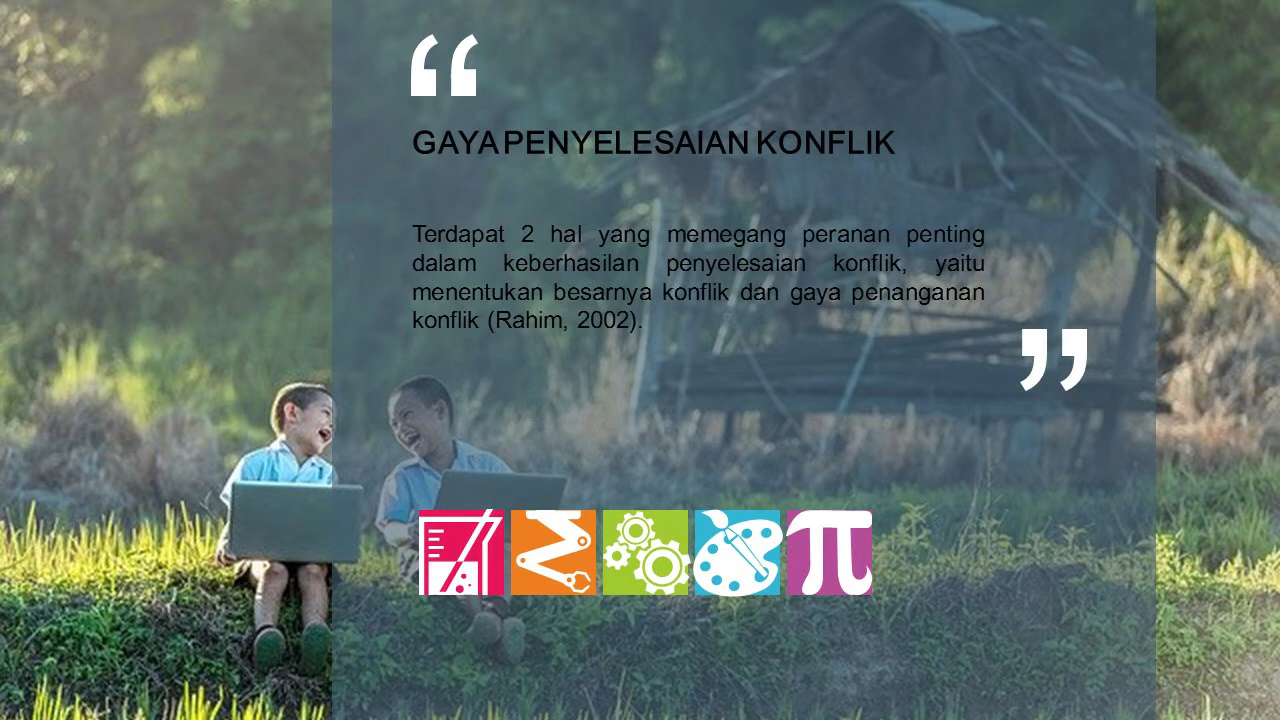 “
GAYA PENYELESAIAN KONFLIK
Terdapat 2 hal yang memegang peranan penting
dalam keberhasilan penyelesaian konflik, yaitu
menentukan besarnya konflik dan gaya penanganan
konflik (Rahim, 2002).
”
π